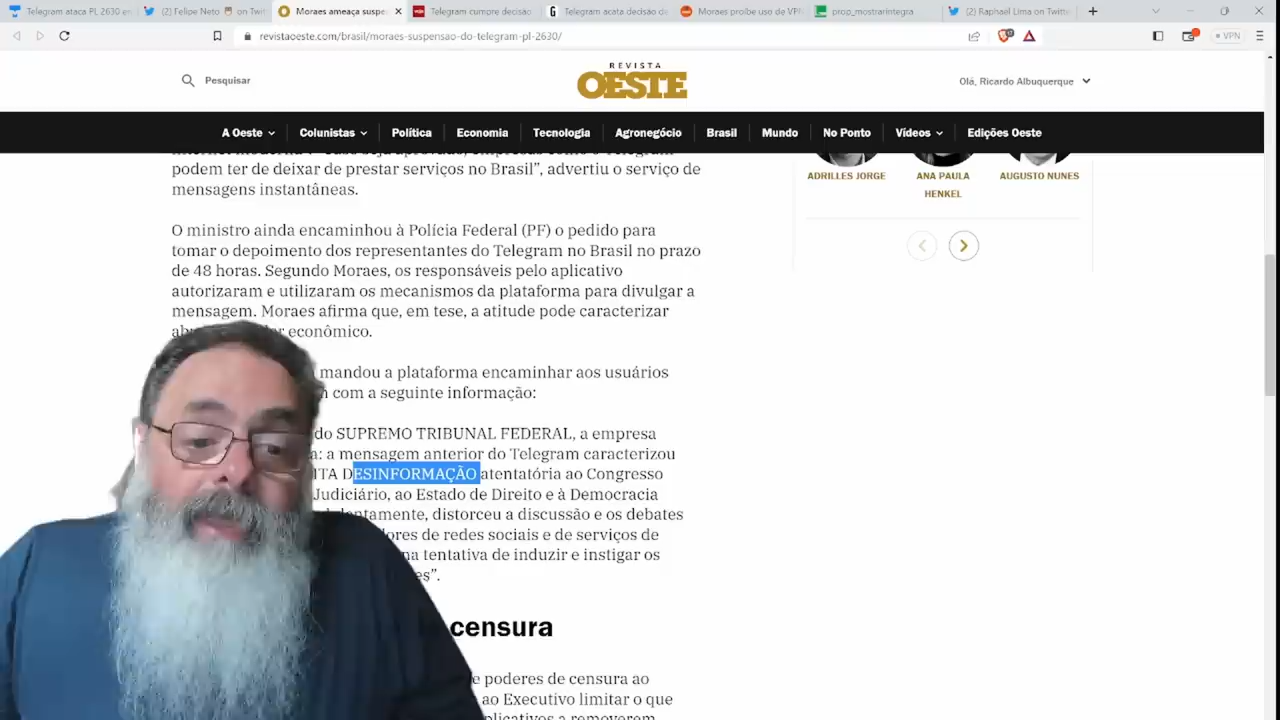 Telegram ataca PL 2630 em
(2) Felipe Neto on Twit
Moraes ameaça suspe
Telegram cumpre decisão
Telegram acata decisão do
Moraes proíbe uso de VPN
prop_mostrarintegra
(2) Raphaël Lima on Twitte
revistaoeste.com/brasil/moraes-suspensao-do-telegram-pl-2630/
VPN
Pesquisar
REVISTA
OESTE
Olá, Ricardo Albuquerque
A Oeste
Colunistas
Política
Economia
Tecnologia
Agronegócio
Brasil
Mundo
No Ponto
Vídeos
Edições Oeste
podem ter de deixar de prestar serviços no Brasil”, advertiu o serviço de
mensagens instantâneas.
O ministro ainda encaminhou à Polícia Federal (PF) o pedido para
tomar o depoimento dos representantes do Telegram no Brasil no prazo
de 48 horas. Segundo Moraes, os responsáveis pelo aplicativo
autorizaram e utilizaram os mecanismos da plataforma para divulgar a
mensagem. Moraes afirma que, em tese, a atitude pode caracterizar
econômico.
mandou a plataforma encaminhar aos usuários
com a seguinte informação:
do SUPREMO TRIBUNAL FEDERAL, a empresa
a mensagem anterior do Telegram caracterizou
DESINFORMAÇÃO atentatória ao Congresso
Judiciário, ao Estado de Direito e à Democracia
distorceu a discussão e os debates
de redes sociais e de serviços de
tentativa de induzir e instigar os
censura
poderes de censura ao
ao Executivo limitar o que
a removerem
ADRILLES JORGE
ANA PAULA
HENKEL
AUGUSTO NUNES